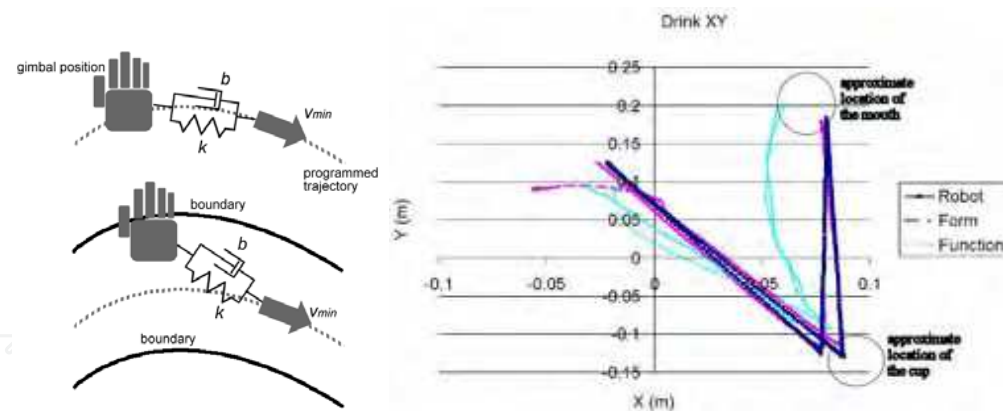 gimbal position
b
k
Vmin
programmed
trajectory
boundary
b
k
Vmin
boundary
Drink XY
0.25
0.2
0.15
0.1
0.05
0
-0.05
-0.1
-0.15
-0.1
-0.05
0
0.05
0.1
Y (m)
X (m)
approximate
location of
the mouth
approximate
location of
the cup
Robot
Form
Function